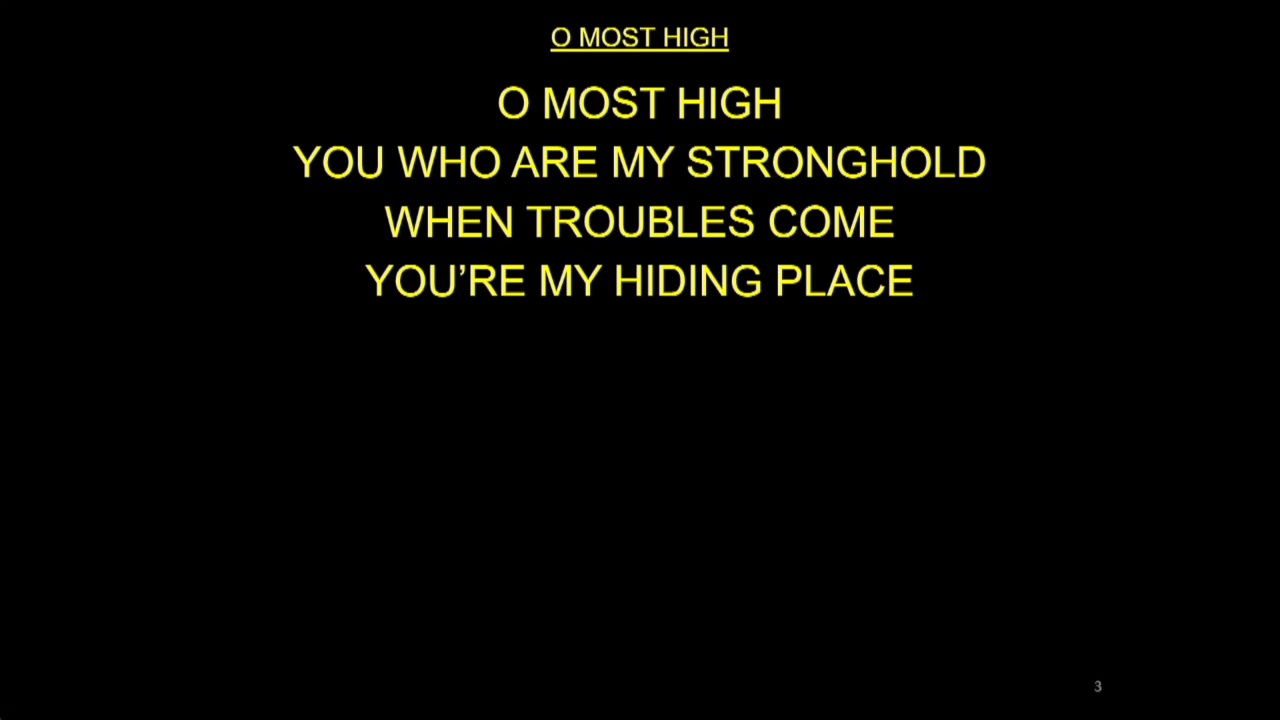 O MOST HIGH
O MOST HIGH
YOU WHO ARE MY STRONGHOLD
WHEN TROUBLES COME
YOU’RE MY HIDING PLACE
3